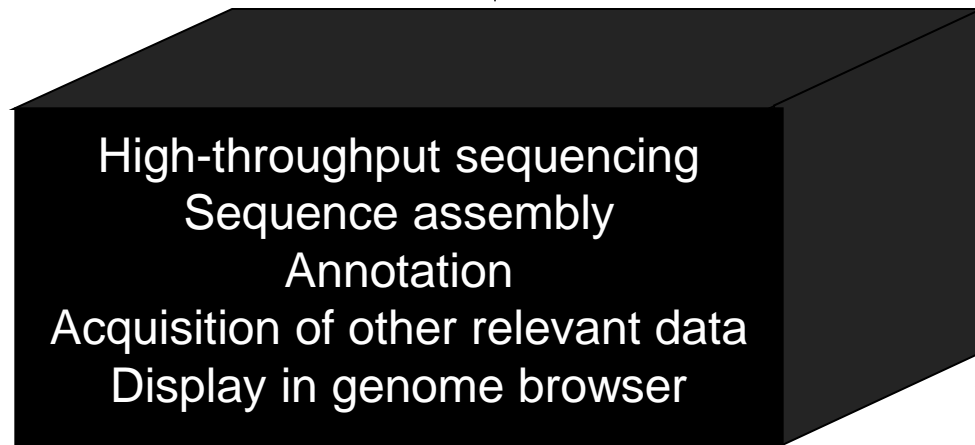 High-throughput sequencing
Sequence assembly
Annotation
Acquisition of other relevant data
Display in genome browser